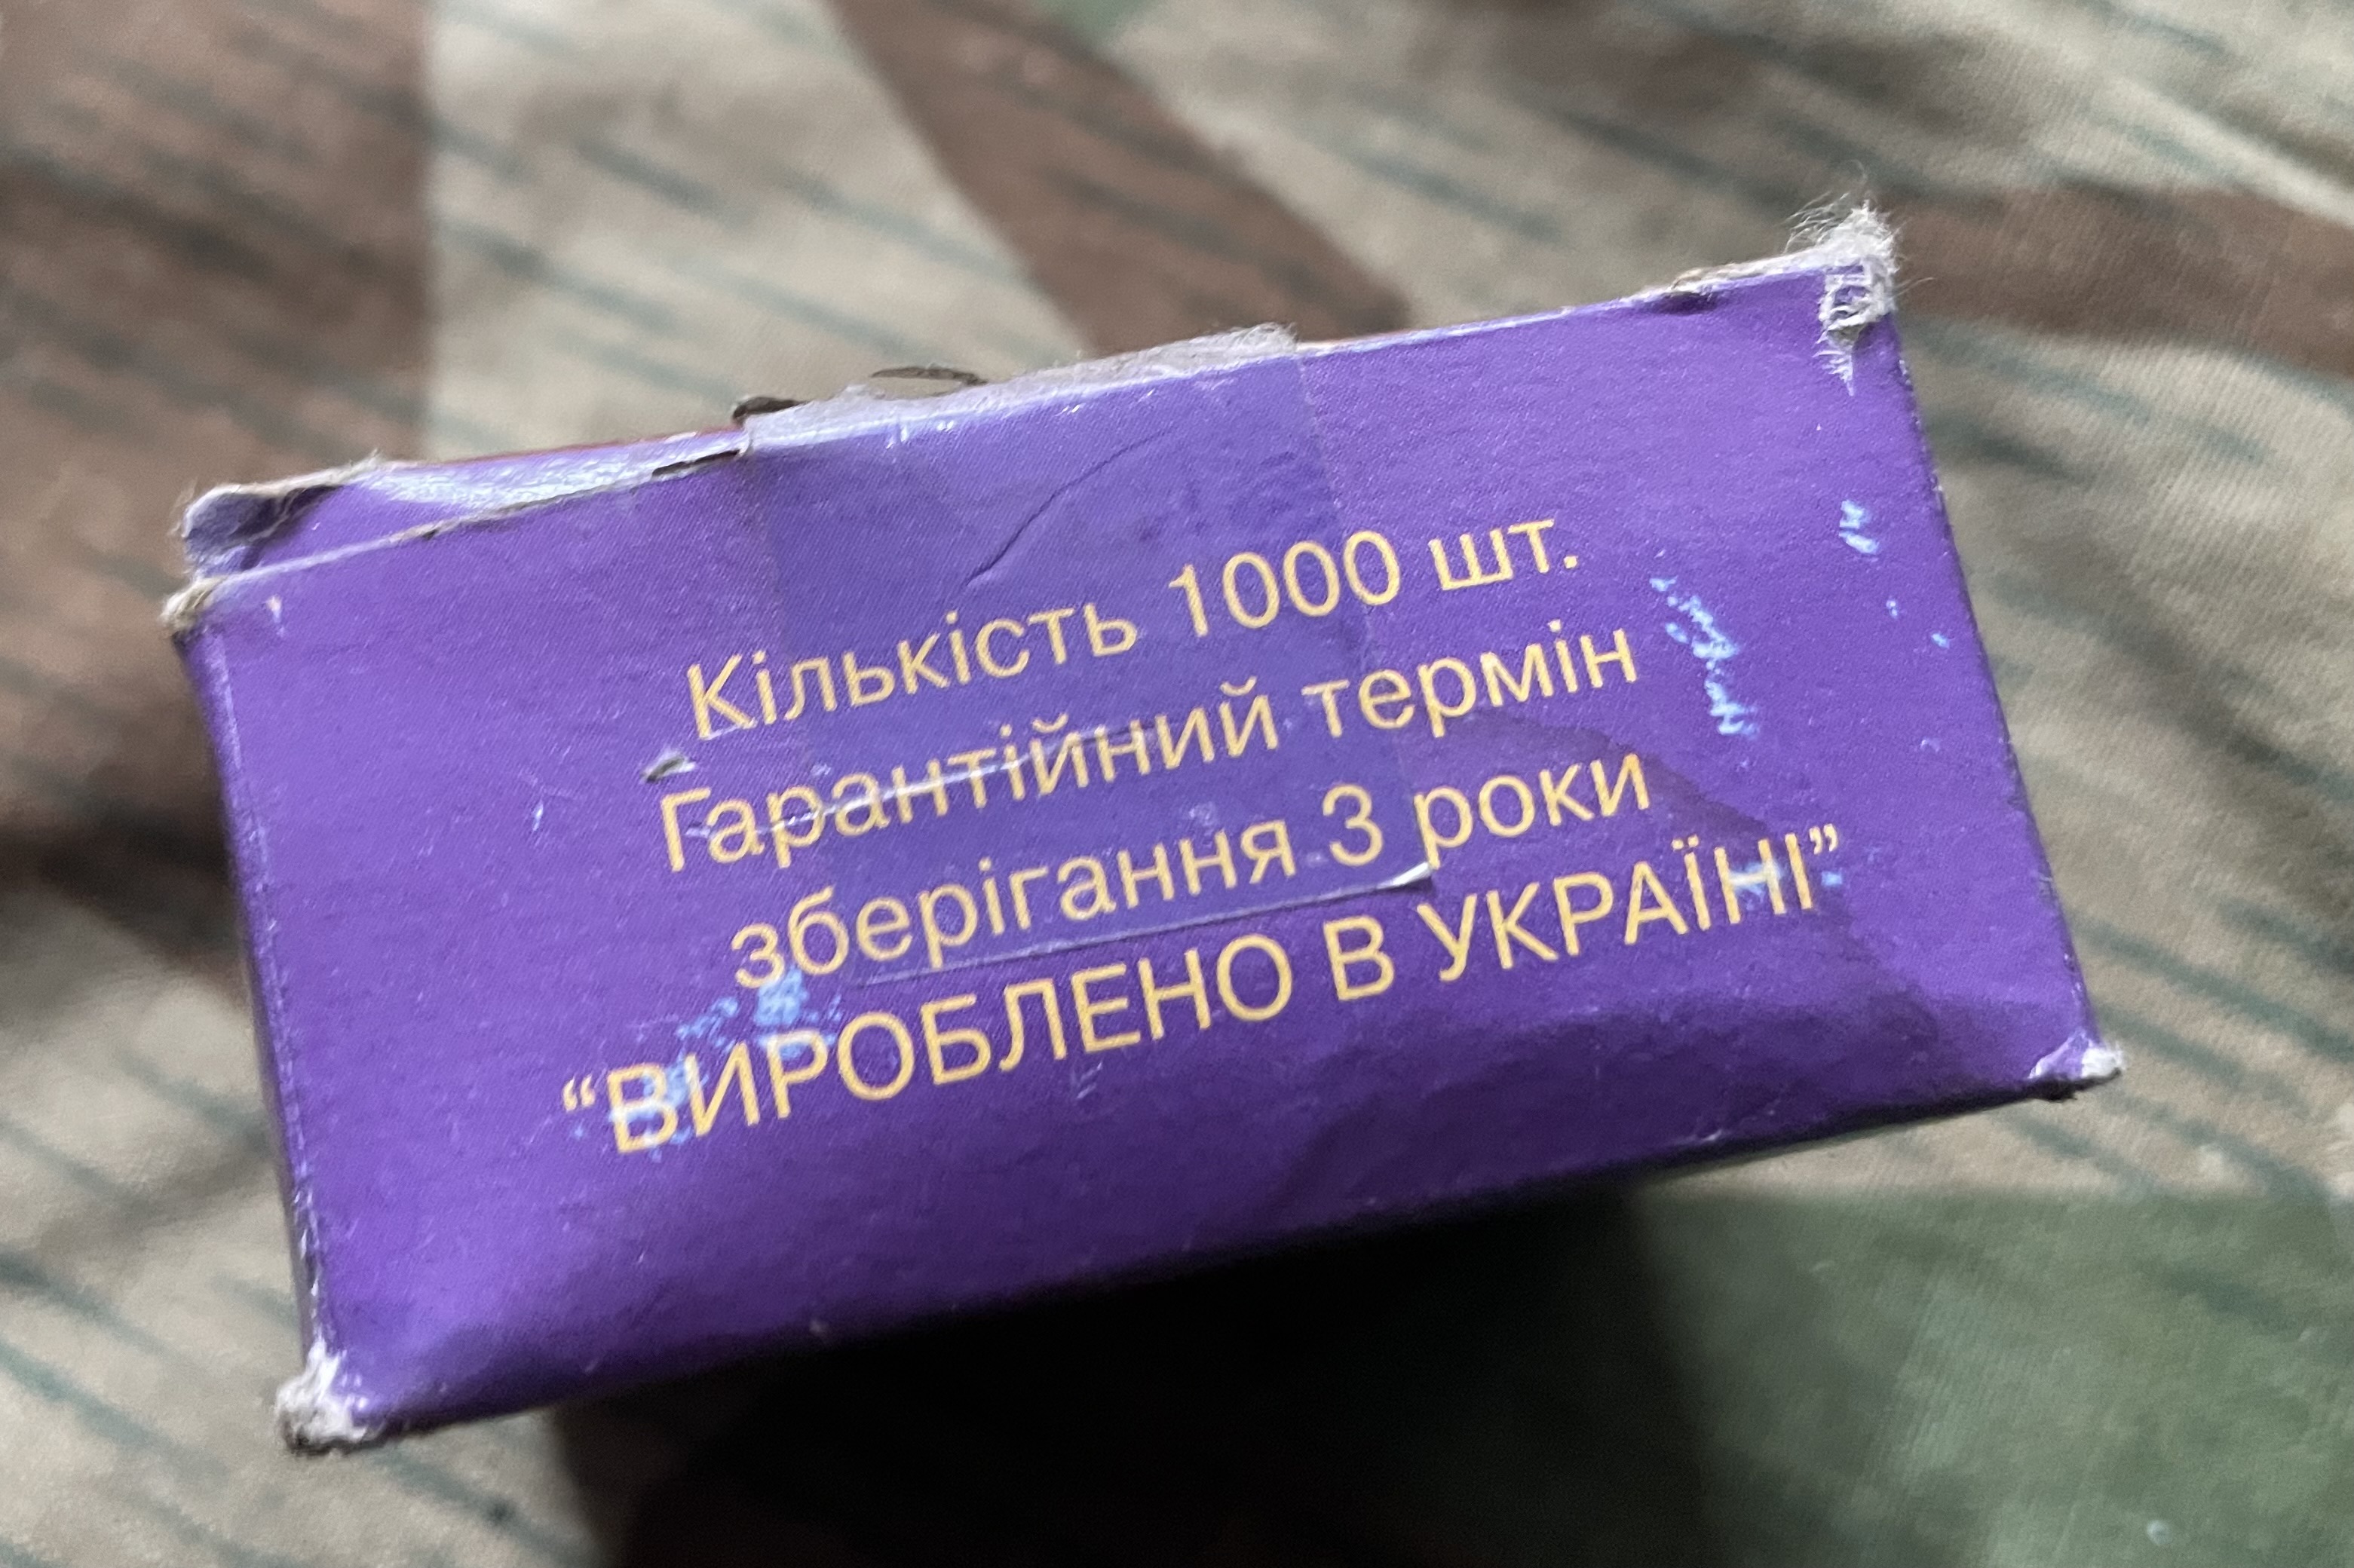 Кількість 1000 шт.
Гарантійний термін
зберігання 3 роки
“ВИРОБЛЕНО В УКРАЇНІ”